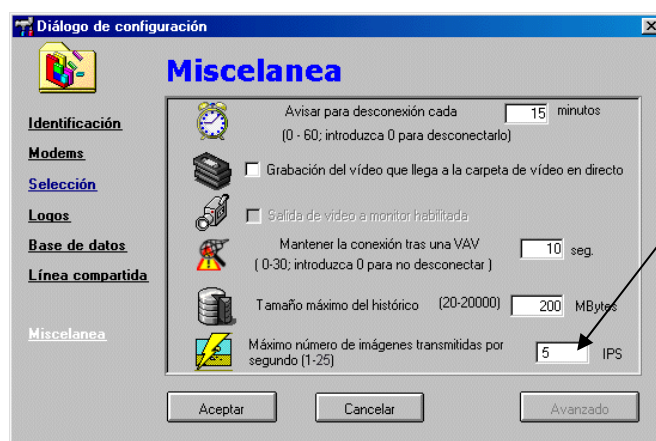 Diálogo de configuración
Miscelanea
Identificación
Modems
Selección
Logos
Base de datos
Línea compartida
Miscelanea
Avisar para desconexión cada 15 minutos
(0 - 60; introduzca 0 para desconectarlo)
Grabación del vídeo que llega a la carpeta de vídeo en directo
Salida de video a monitor habilitada
Mantener la conexión tras una VAV 10 seg.
( 0-30; introduzca 0 para no desconectar )
Tamaño máximo del histórico (20-20000) 200 MBytes
Máximo número de imágenes transmitidas por
segundo (1-25) 5 IPS
Aceptar Cancelar Avanzado